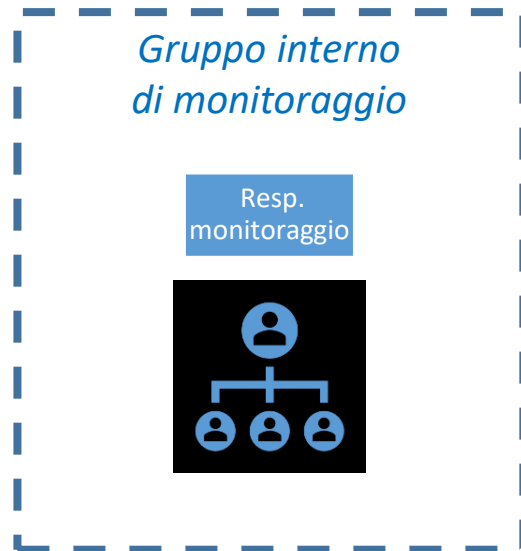 Gruppo interno
di monitoraggio
Resp.
monitoraggio